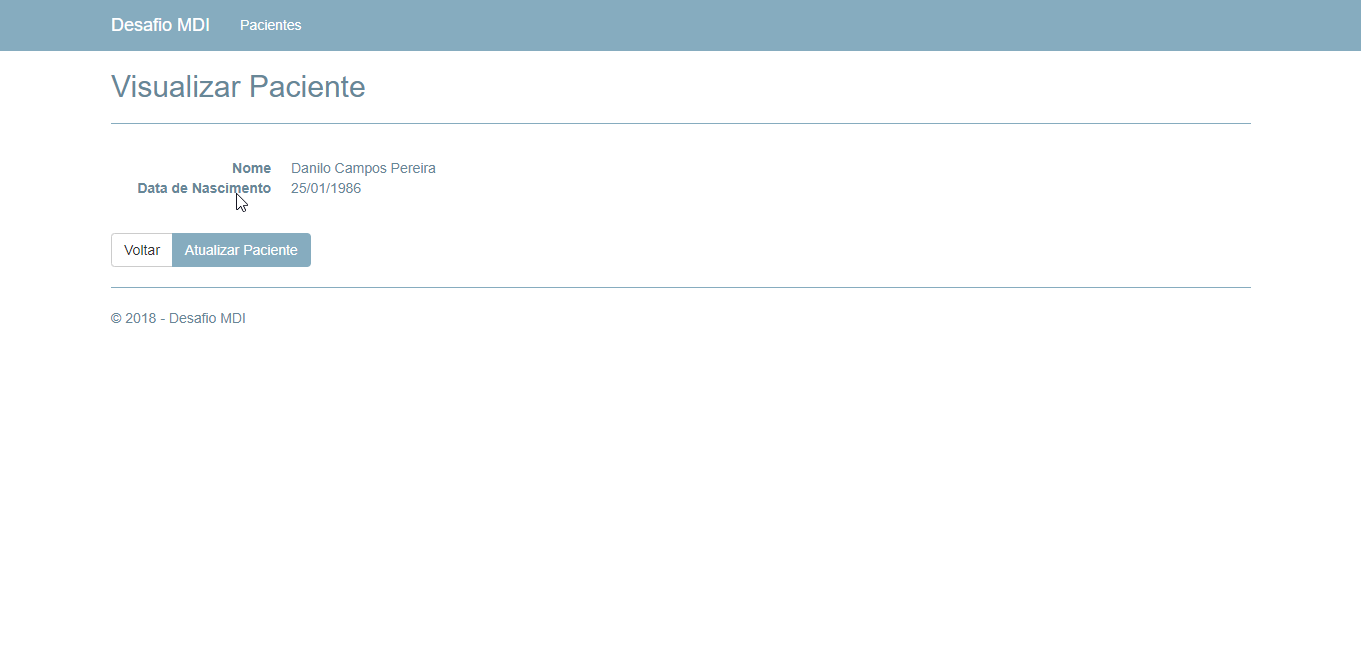 Desafio MDI Pacientes
Visualizar Paciente
Nome Danilo Campos Pereira
Data de Nascimento 25/01/1986
Voltar Atualizar Paciente
© 2018 - Desafio MDI